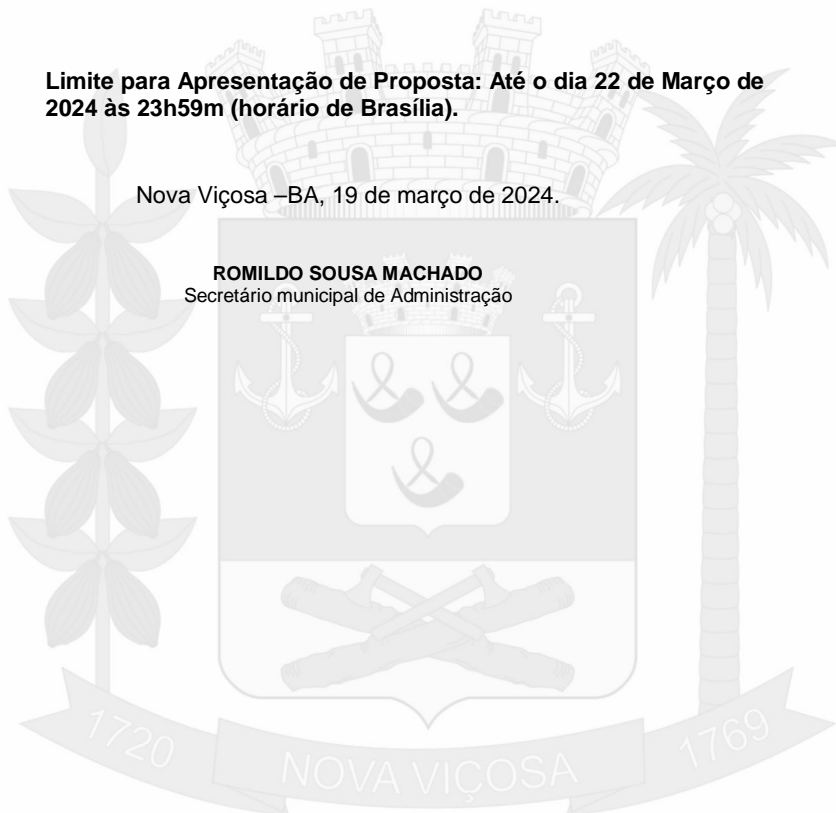 Limite para Apresentação de Proposta: Até o dia 22 de Março de
2024 às 23h59m (horário de Brasília).
Nova Viçosa –BA, 19 de março de 2024.
ROMILDO SOUSA MACHADO
Secretário municipal de Administração
1720
NOVA VIÇOSA
1769